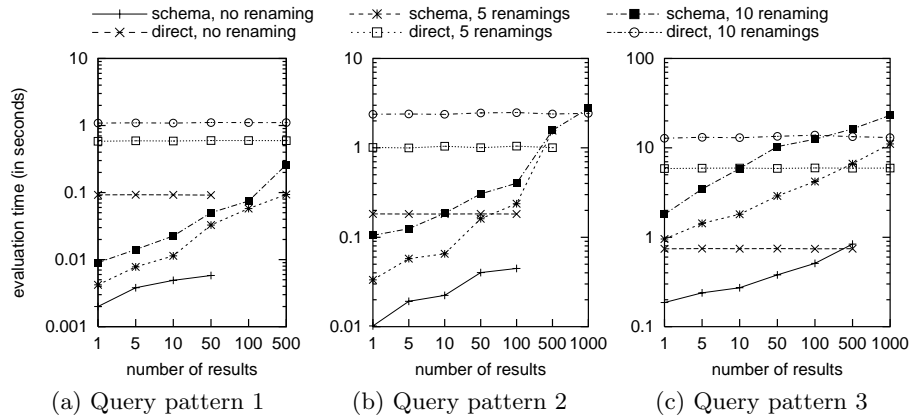 schema, no renaming schema, 5 renamings schema, 10 renamings
direct, no renaming direct, 5 renamings direct, 10 renamings
evaluation time (in seconds)
10
1
0.1
0.01
0.001
1 5 10 50 100 500
number of results
(a) Query pattern 1
10
1
0.1
0.01
1 5 10 50 100 500 1000
number of results
(b) Query pattern 2
100
10
1
0.1
1 5 10 50 100 500 1000
number of results
(c) Query pattern 3